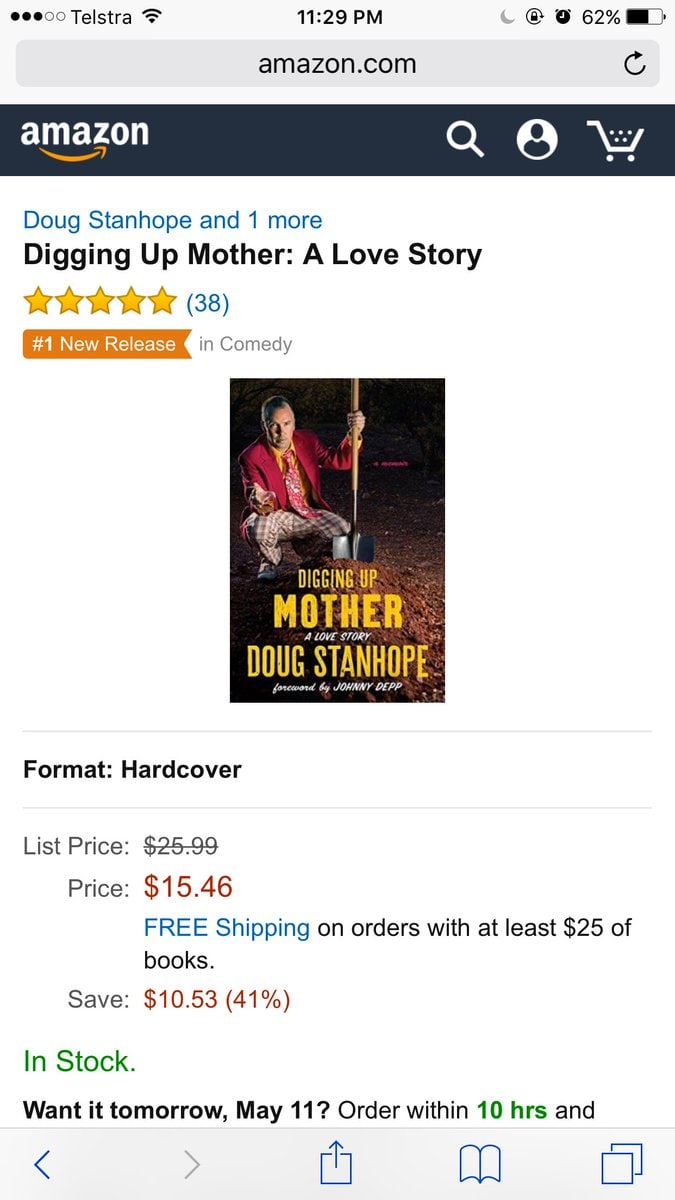 Telstra 11:29 PM 62%
amazon.com
amazon
Doug Stanhope and 1 more
Digging Up Mother: A Love Story
(38)
#1 New Release in Comedy
a memoir
DIGGING UP
MOTHER
A LOVE STORY
DOUG STANHOPE
foreword by JOHNNY DEPP
Format: Hardcover
List Price: $25.99
Price: $15.46
FREE Shipping on orders with at least $25 of
books.
Save: $10.53 (41%)
In Stock.
Want it tomorrow, May 11? Order within 10 hrs and